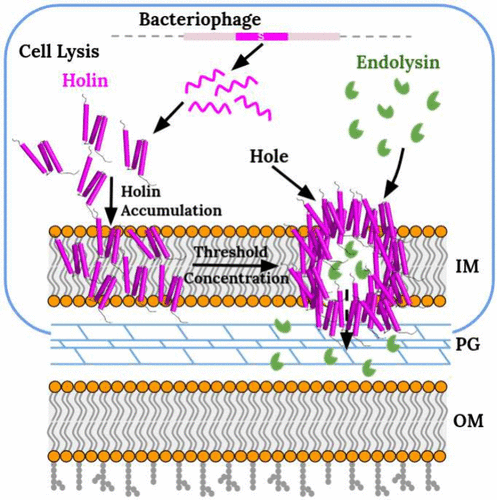 Bacteriophage
S
Cell Lysis
Holin
Endolysin
Hole
Holin
Accumulation
Threshold
Concentration
IM
PG
OM